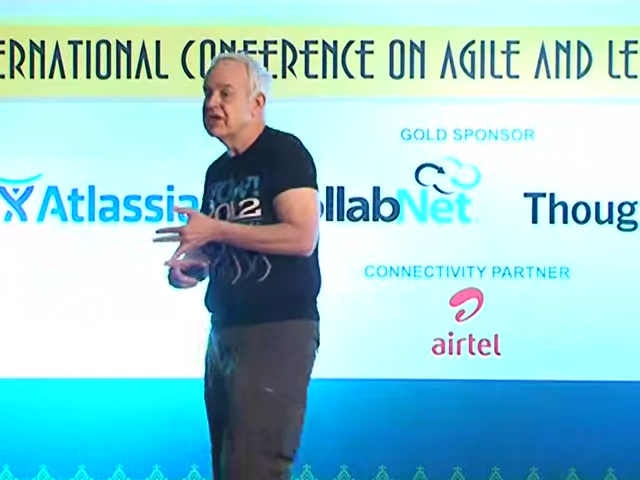 ERNATIONAL CONFERENCE ON AGILE AND LE
GOLD SPONSOR
Atlassia
llabNet
Thoug
CONNECTIVITY PARTNER
airtel